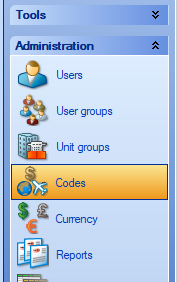 Tools
Administration
Users
User groups
Unit groups
Codes
Currency
Reports